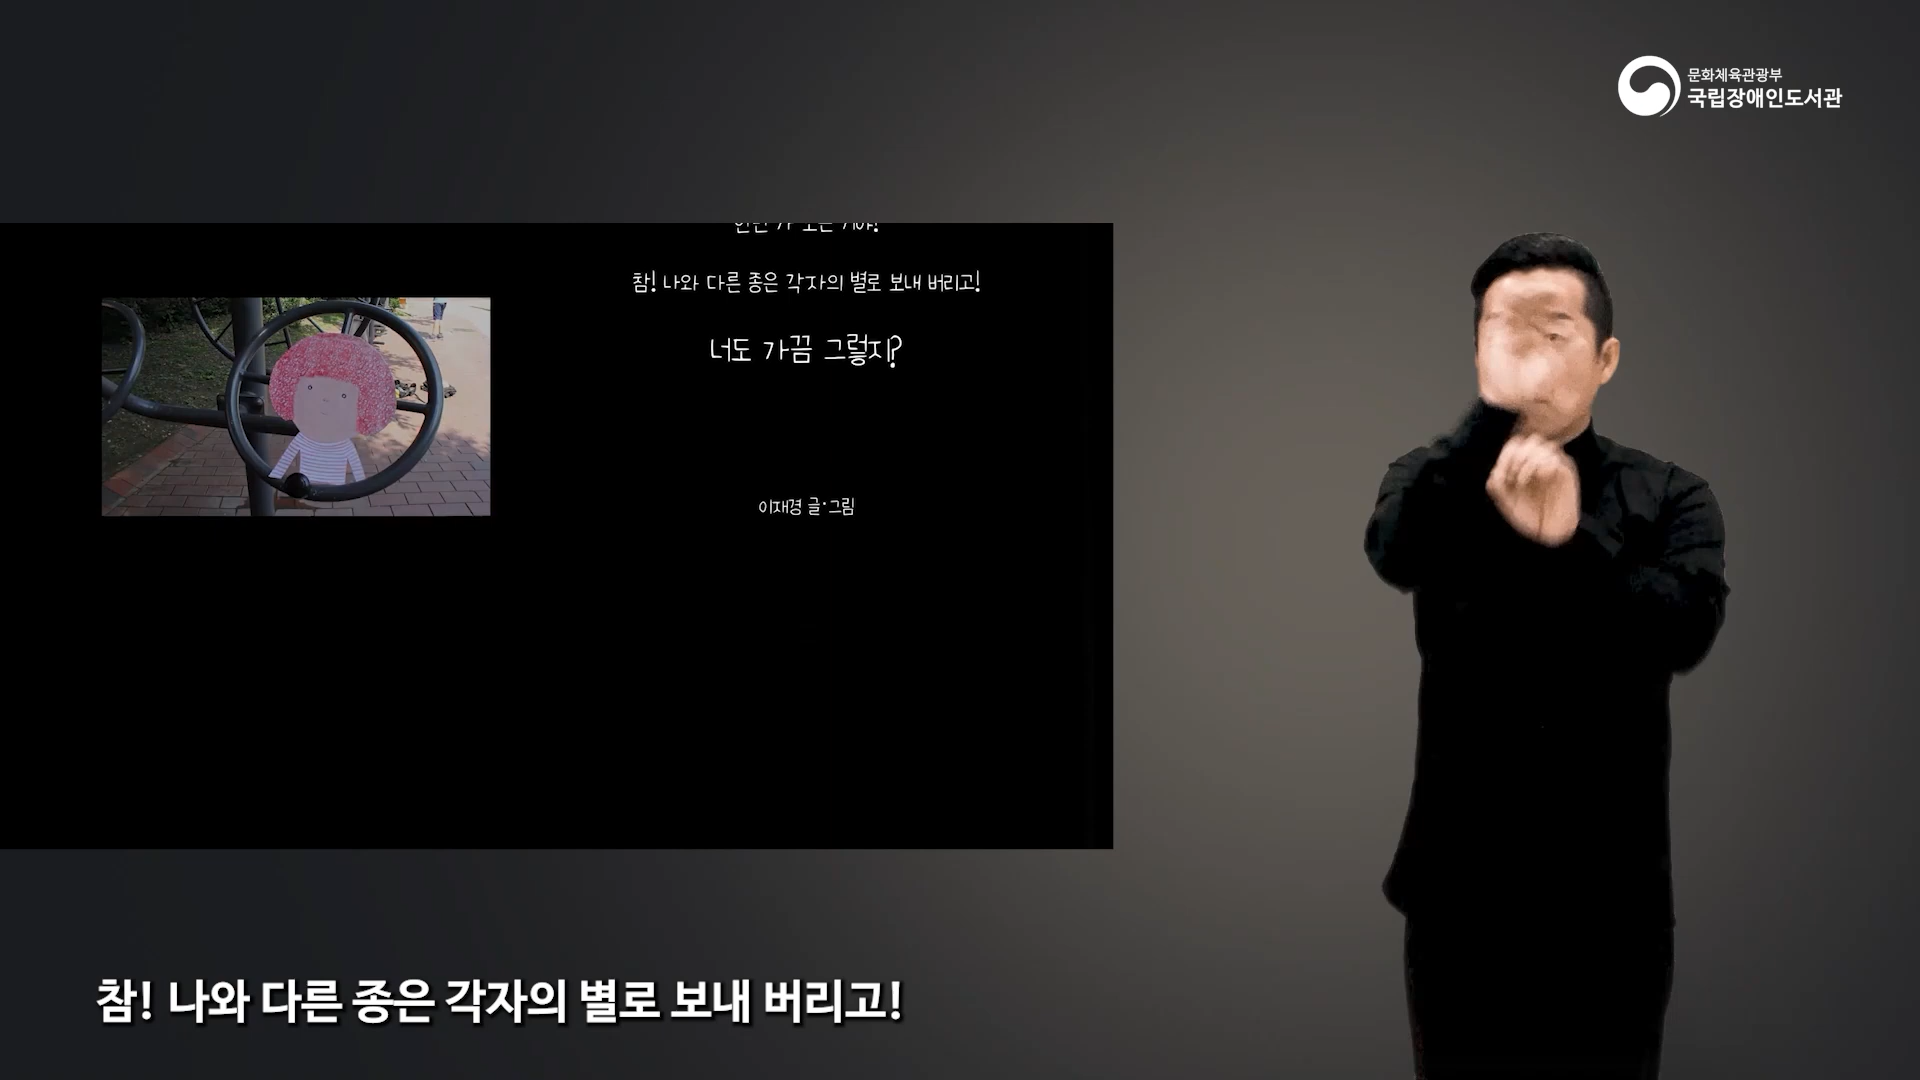 문화체육관광부
국립장애인도서관
참! 나와 다른 종은 각자의 별로 보내 버리고!
너도 가끔 그렇지?
이재경 글·그림
참! 나와 다른 종은 각자의 별로 보내 버리고!